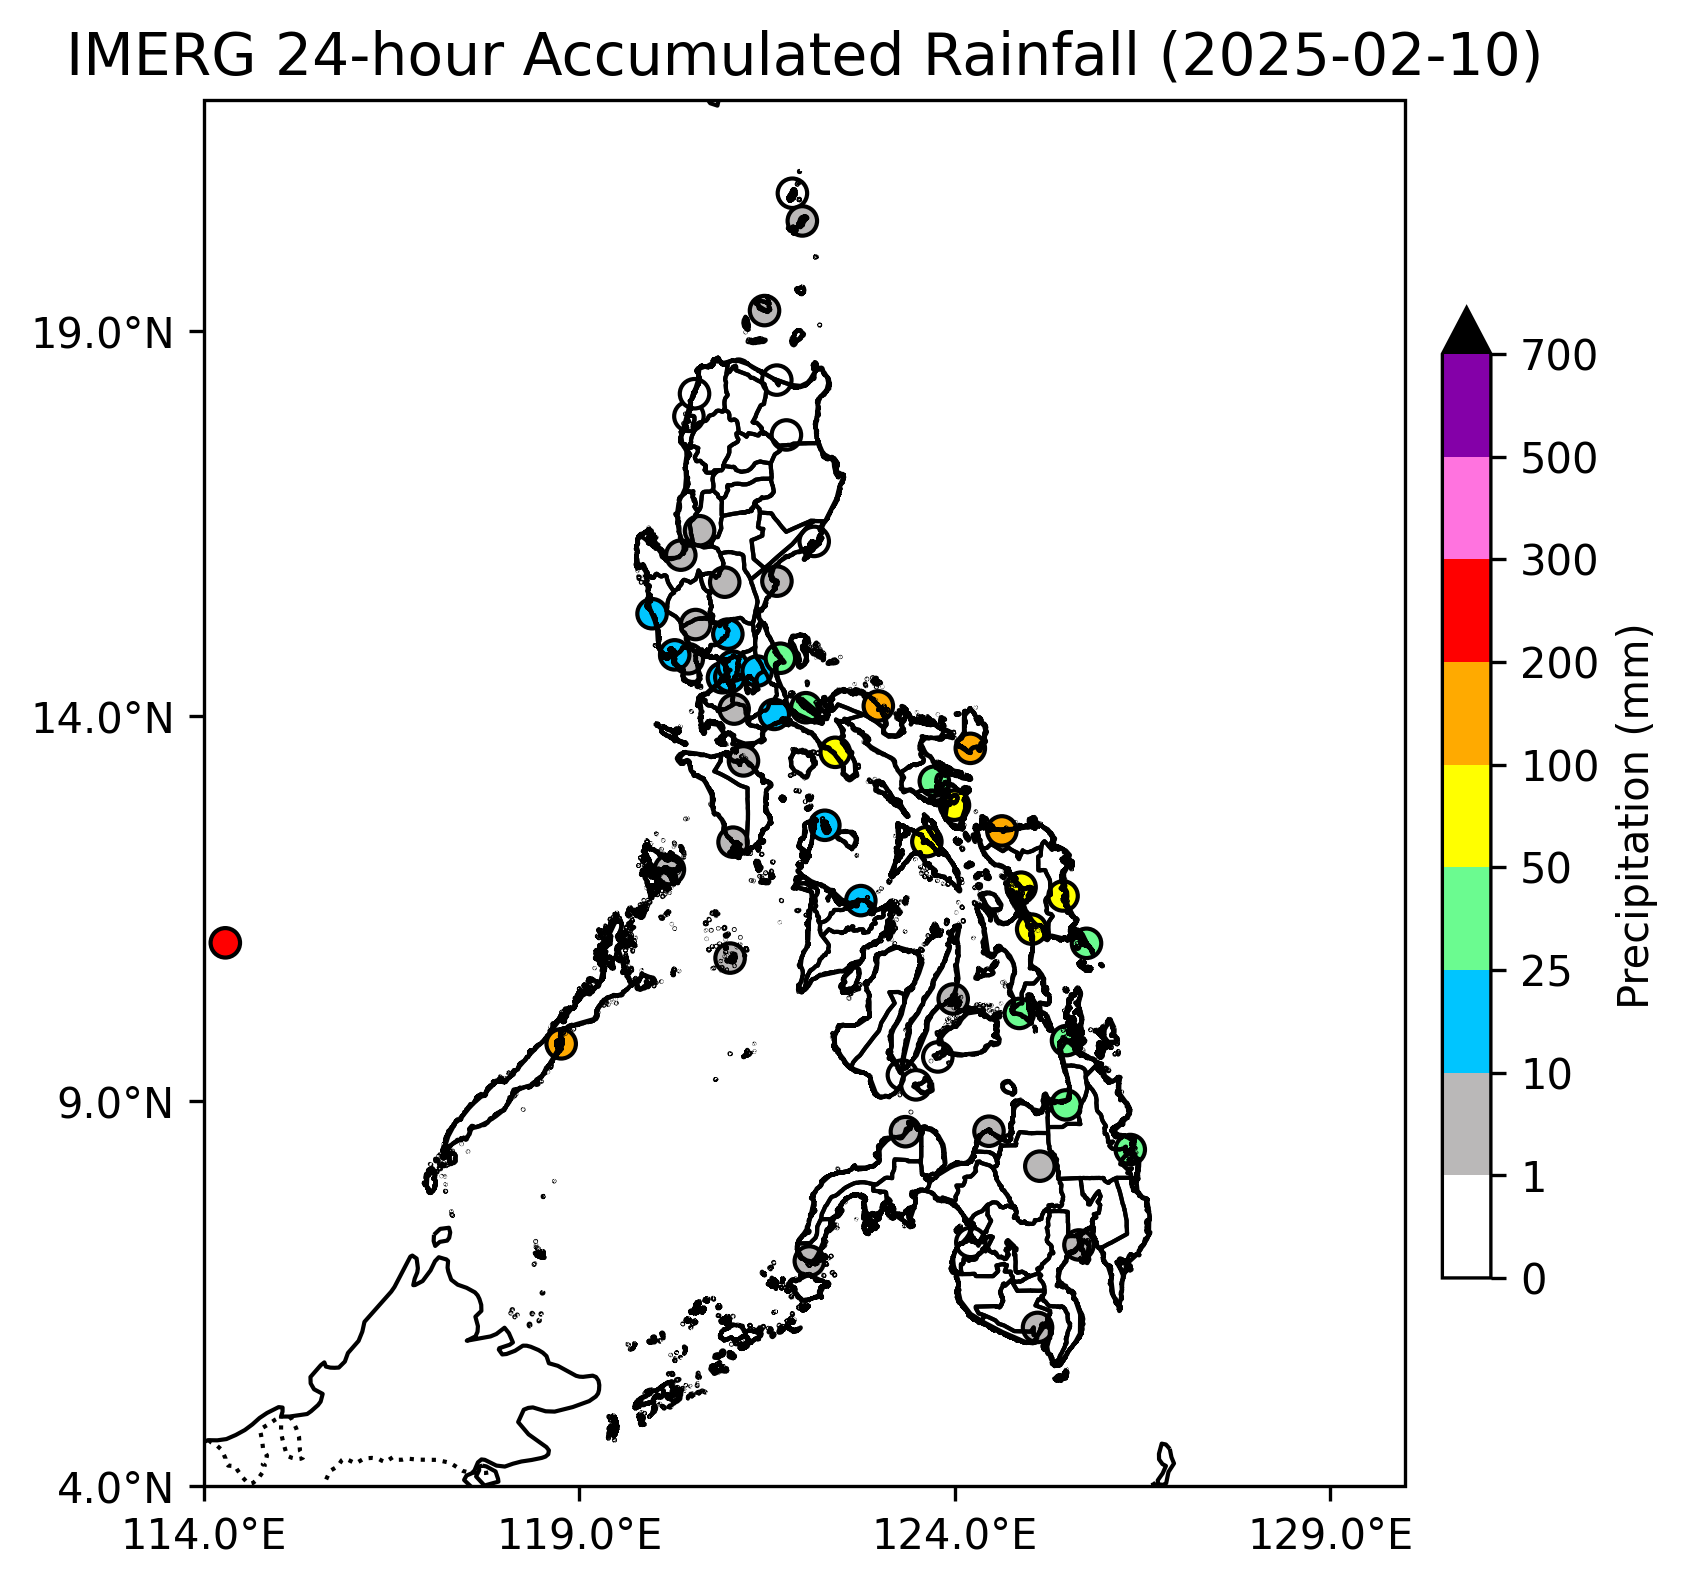 IMERG 24-hour Accumulated Rainfall (2025-02-10)
19.0°N
14.0°N
9.0°N
4.0°N
114.0°E
119.0°E
124.0°E
129.0°E
700
500
300
200
100
50
25
10
1
0
Precipitation (mm)